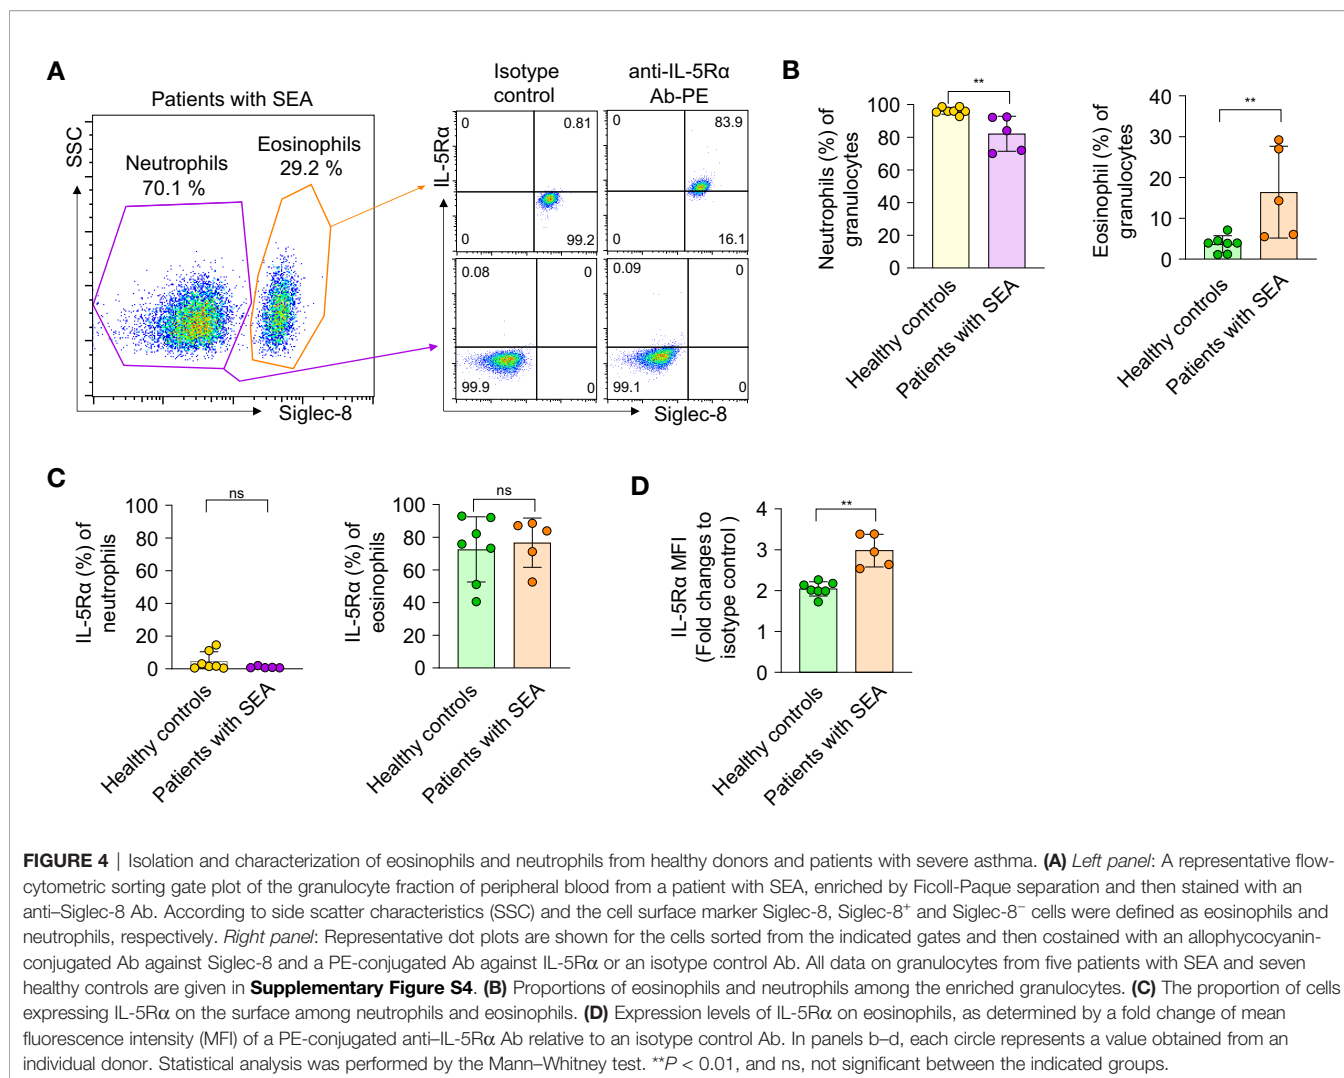 A
Patients with SEA
SSC
Neutrophils
70.1 %
Eosinophils
29.2 %
Siglec-8
Isotype
control
anti-IL-5Rα
Ab-PE
IL-5Rα
0
0.81
0
99.2
0
83.9
0
16.1
0.08
0
99.9
0
0.09
0
99.1
0
Siglec-8
B
**
Neutrophils (%) of
granulocytes
100
80
60
40
20
0
Healthy controls
Patients with SEA
**
Eosinophil (%) of
granulocytes
40
30
20
10
0
Healthy controls
Patients with SEA
C
ns
IL-5Rα (%) of
neutrophils
100
80
60
40
20
0
Healthy controls
Patients with SEA
ns
IL-5Rα (%) of
eosinophils
100
80
60
40
20
0
Healthy controls
Patients with SEA
D
**
IL-5Rα MFI
(Fold changes to
isotype control )
4
3
2
1
0
Healthy controls
Patients with SEA
FIGURE 4 | Isolation and characterization of eosinophils and neutrophils from healthy donors and patients with severe asthma. (A) Left panel: A representative flow-
cytometric sorting gate plot of the granulocyte fraction of peripheral blood from a patient with SEA, enriched by Ficoll-Paque separation and then stained with an
anti–Siglec-8 Ab. According to side scatter characteristics (SSC) and the cell surface marker Siglec-8, Siglec-8⁺ and Siglec-8⁻ cells were defined as eosinophils and
neutrophils, respectively. Right panel: Representative dot plots are shown for the cells sorted from the indicated gates and then costained with an allophycocyanin-
conjugated Ab against Siglec-8 and a PE-conjugated Ab against IL-5Rα or an isotype control Ab. All data on granulocytes from five patients with SEA and seven
healthy controls are given in Supplementary Figure S4. (B) Proportions of eosinophils and neutrophils among the enriched granulocytes. (C) The proportion of cells
expressing IL-5Rα on the surface among neutrophils and eosinophils. (D) Expression levels of IL-5Rα on eosinophils, as determined by a fold change of mean
fluorescence intensity (MFI) of a PE-conjugated anti–IL-5Rα Ab relative to an isotype control Ab. In panels b–d, each circle represents a value obtained from an
individual donor. Statistical analysis was performed by the Mann–Whitney test. **P < 0.01, and ns, not significant between the indicated groups.